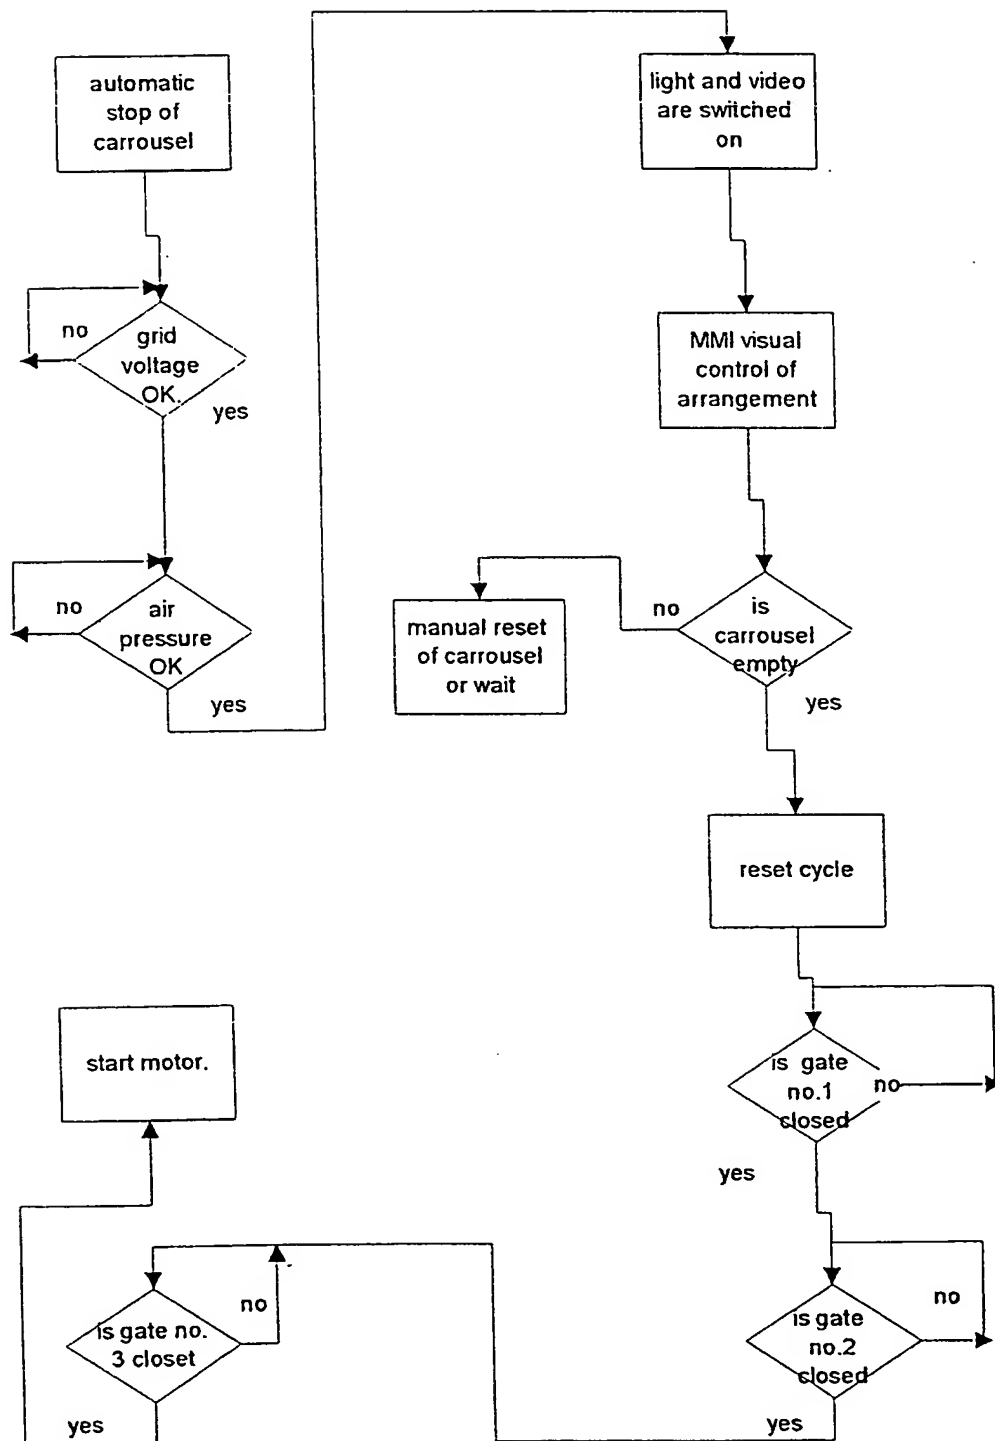 automatic
stop of
carrousel
no
grid
voltage
OK.
yes
no
air
pressure
OK
yes
light and video
are switched
on
MMI visual
control of
arrangement
no
is
carrousel
empty
manual reset
of carrousel
or wait
yes
reset cycle
is gate
no.1
closed
no
yes
is gate
no.2
closed
no
yes
is gate no.
3 closet
no
yes
start motor.